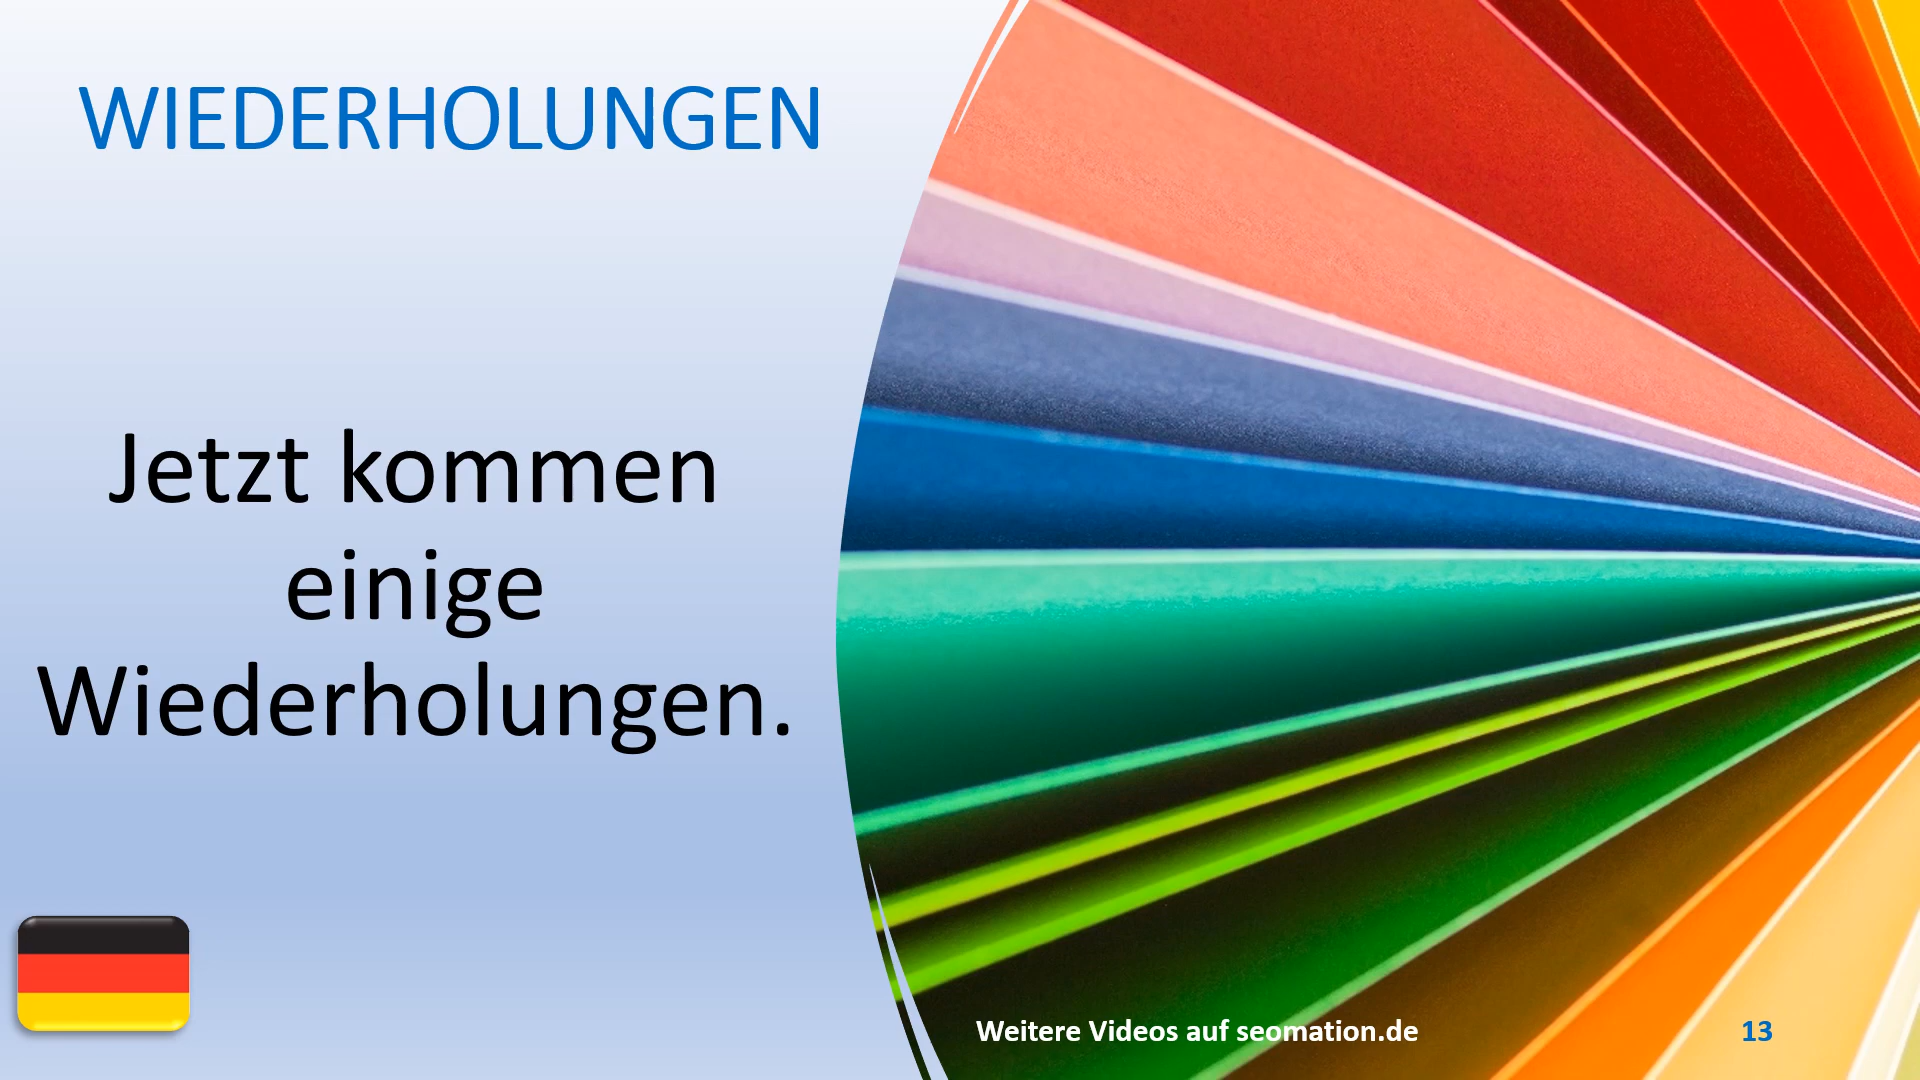 WIEDERHOLUNGEN
Jetzt kommen
einige
Wiederholungen.
Weitere Videos auf seomation.de
13